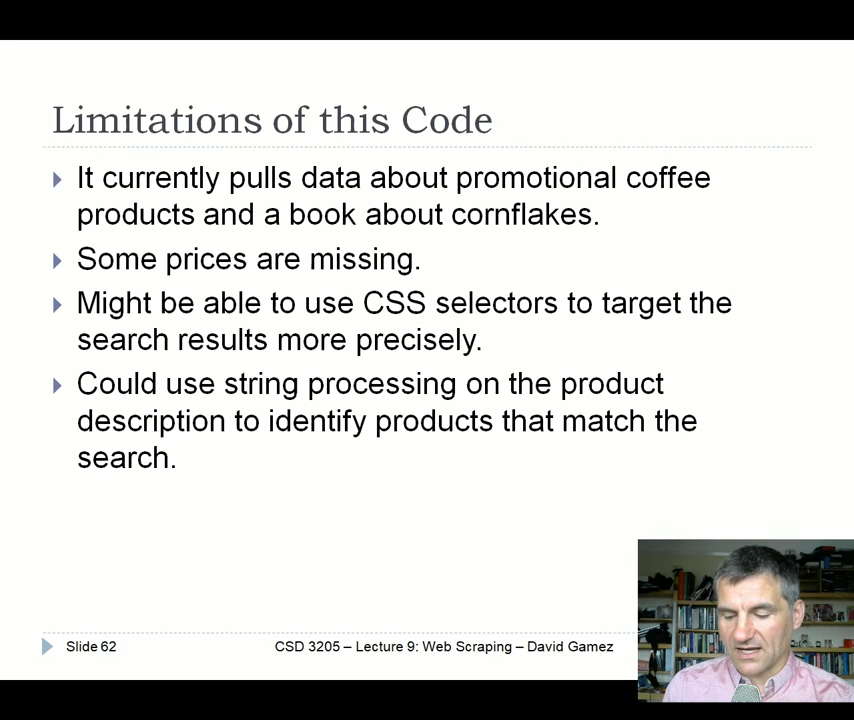 Limitations of this Code
It currently pulls data about promotional coffee
products and a book about cornflakes.
Some prices are missing.
Might be able to use CSS selectors to target the
search results more precisely.
Could use string processing on the product
description to identify products that match the
search.
Slide 62
CSD 3205 – Lecture 9: Web Scraping – David Gamez